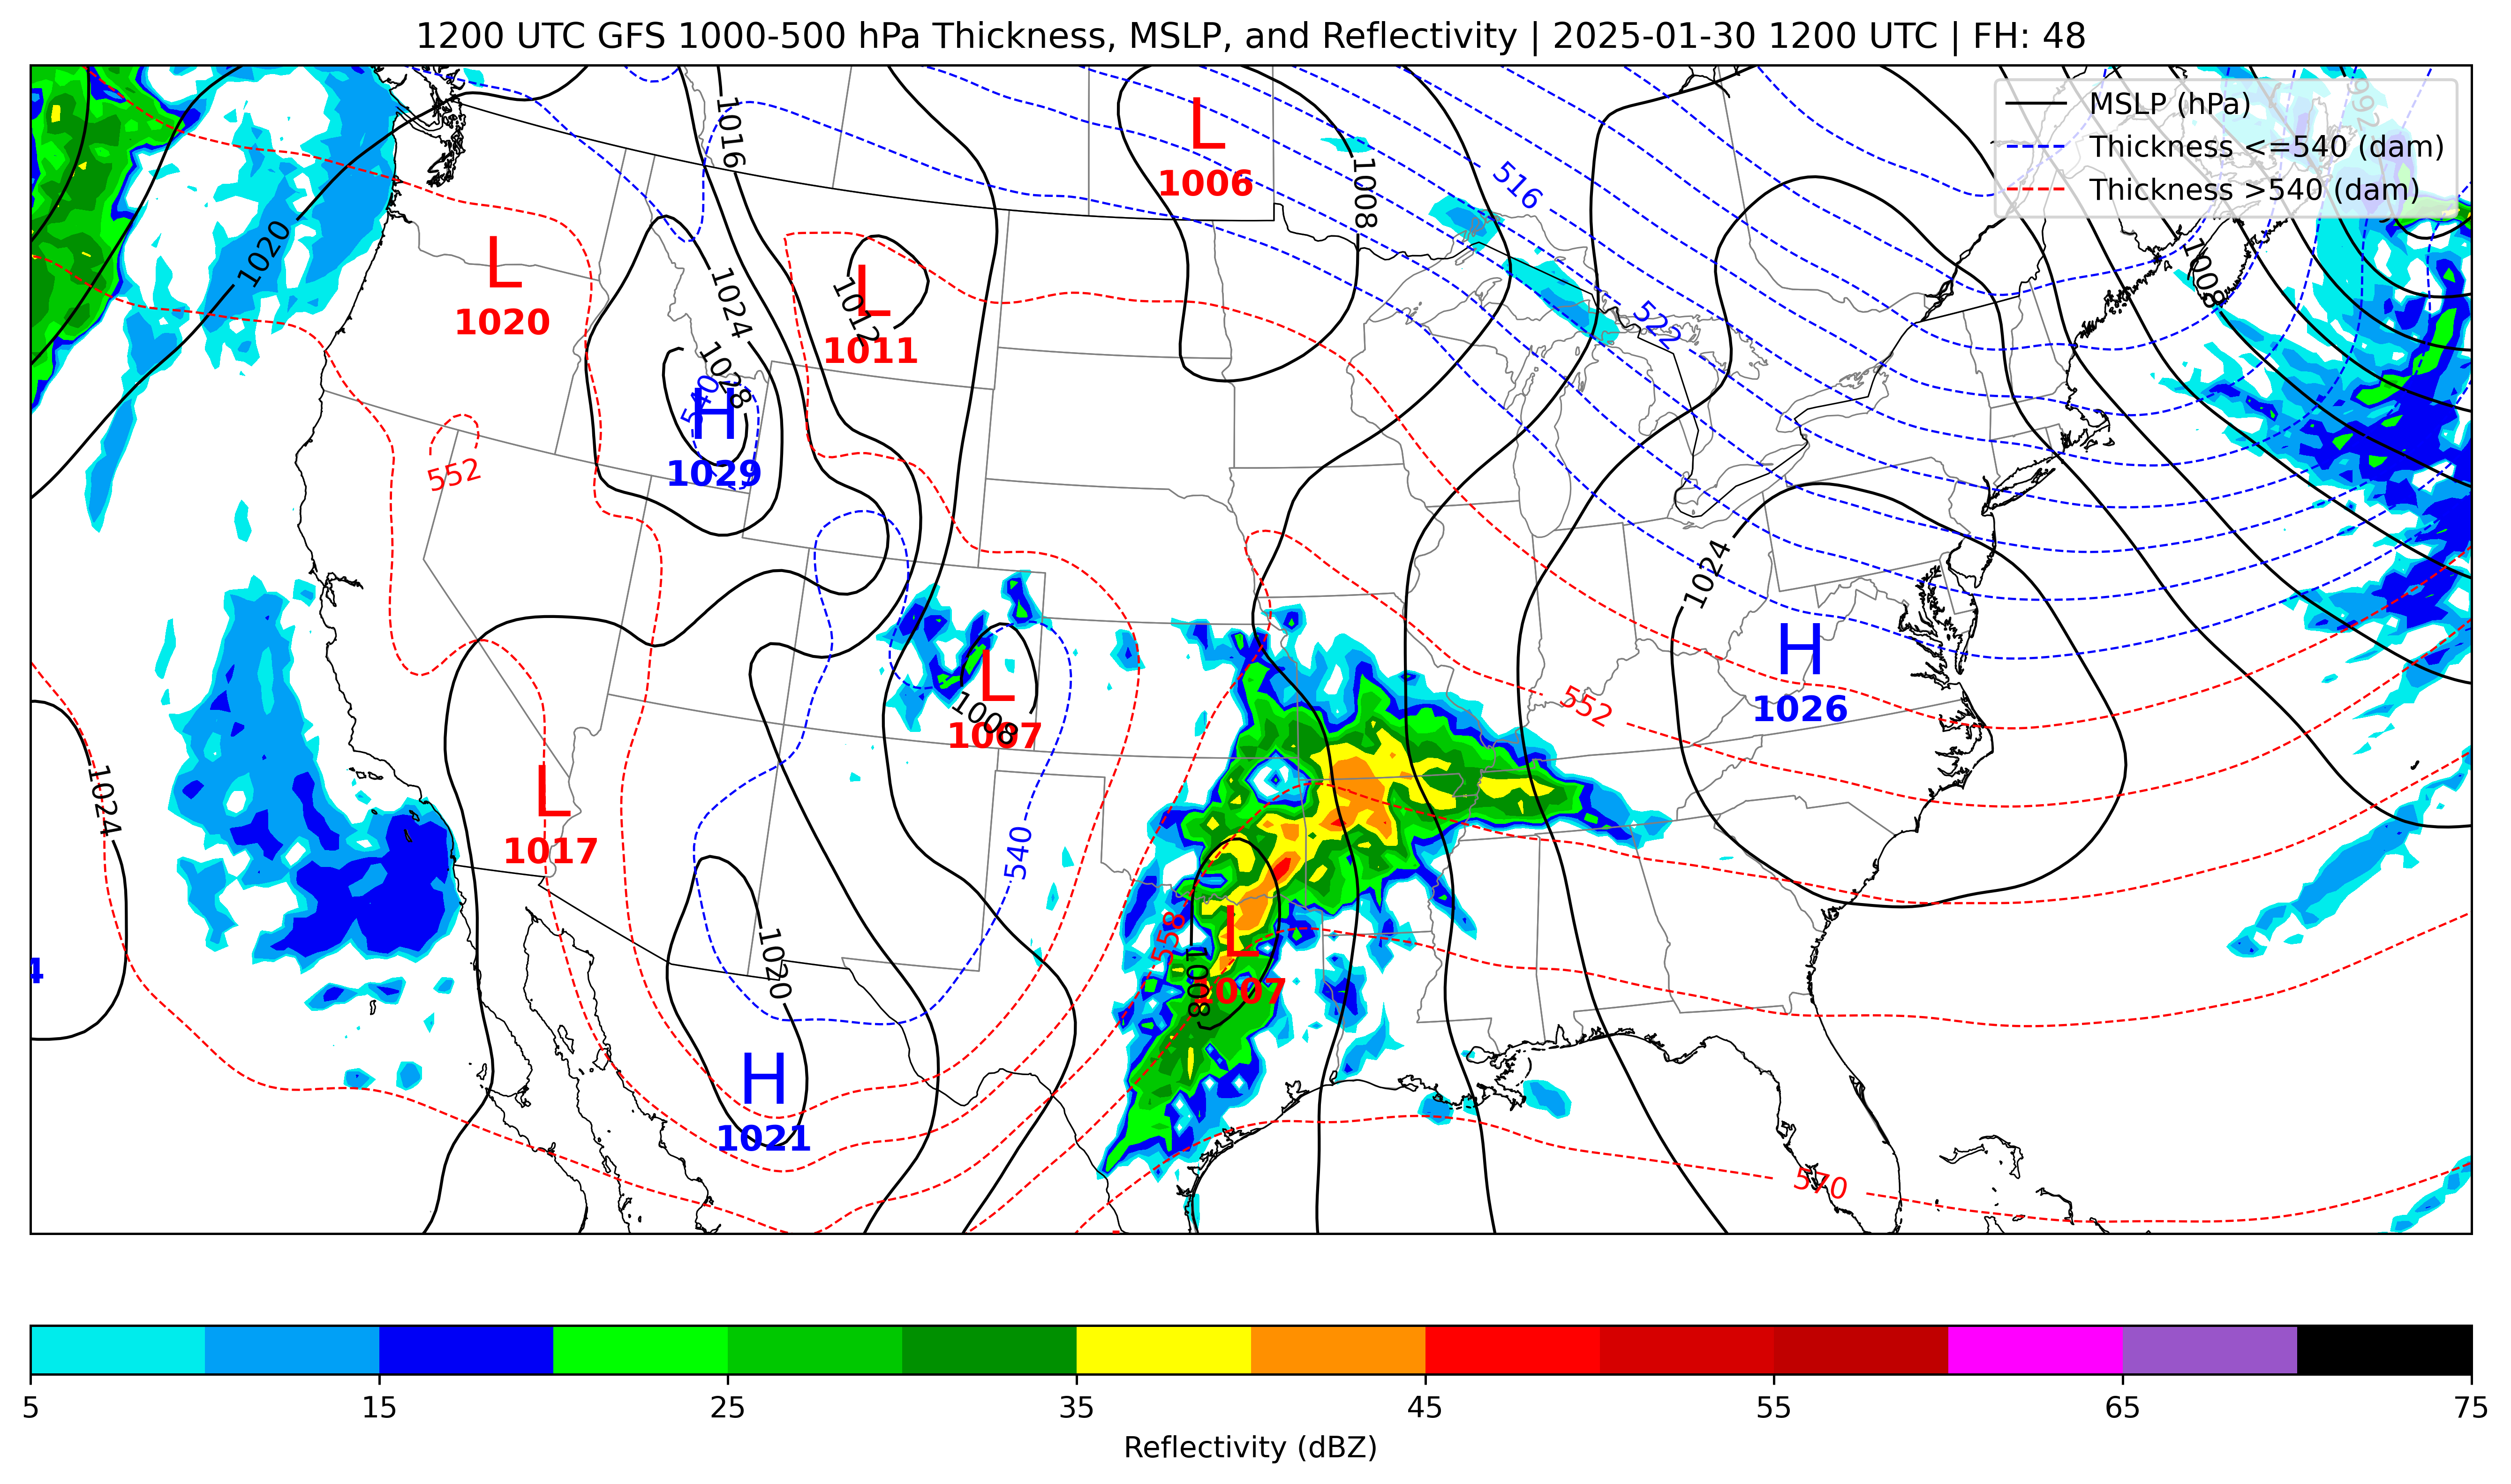 1200 UTC GFS 1000-500 hPa Thickness, MSLP, and Reflectivity | 2025-01-30 1200 UTC | FH: 48
MSLP (hPa)
Thickness <=540 (dam)
Thickness >540 (dam)
992
1016
L
1006
1008
516
1020
L
1020
1024
L
1012
1011
522
1008
1028
540
H
1029
552
1024
H
1026
L
1008
1007
552
1024
L
1017
540
558
L
1008
1007
1020
4
H
1021
570
5
15
25
35
45
55
65
75
Reflectivity (dBZ)